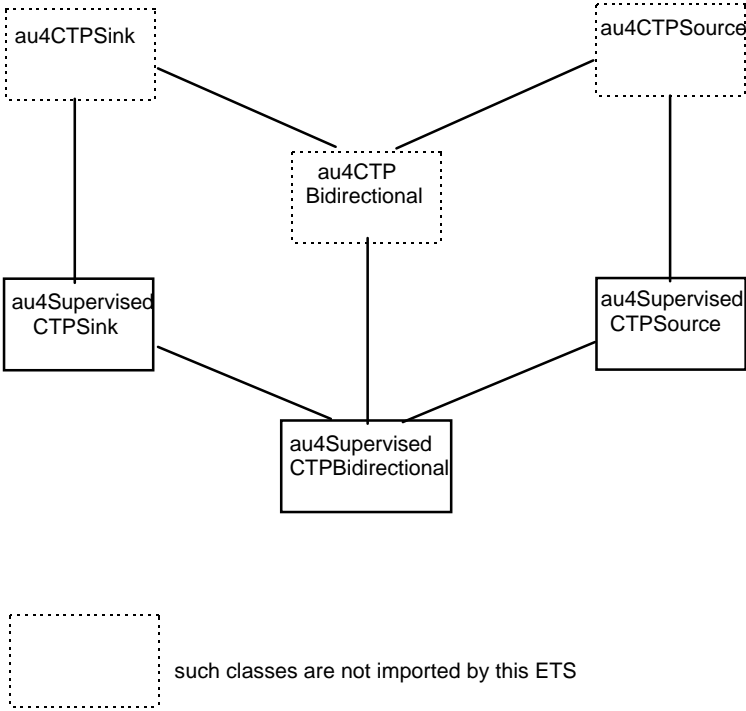 au4CTPSink
au4CTPSource
au4CTP
Bidirectional
au4Supervised
CTPSink
au4Supervised
CTPSource
au4Supervised
CTPBidirectional
such classes are not imported by this ETS